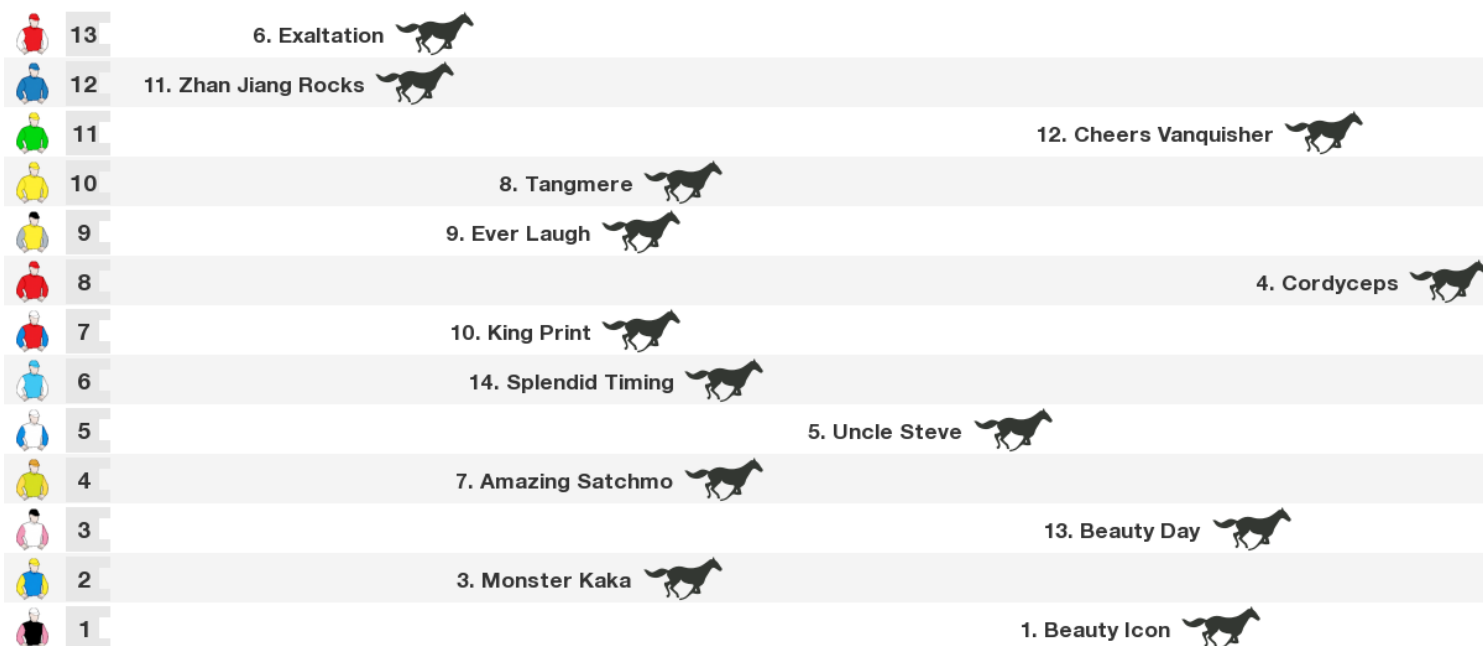 13 6. Exaltation
12 11. Zhan Jiang Rocks
11 12. Cheers Vanquisher
10 8. Tangmere
9 9. Ever Laugh
8 4. Cordyceps
7 10. King Print
6 14. Splendid Timing
5 5. Uncle Steve
4 7. Amazing Satchmo
3 13. Beauty Day
2 3. Monster Kaka
1 1. Beauty Icon